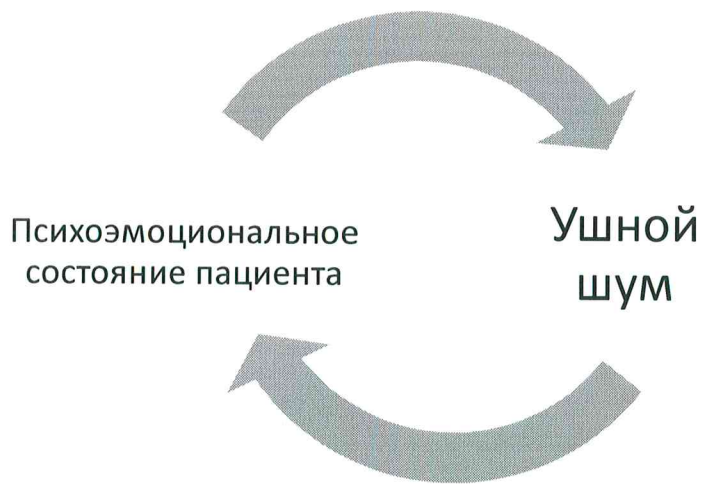 Психоэмоциональное
состояние пациента
Ушной
шум